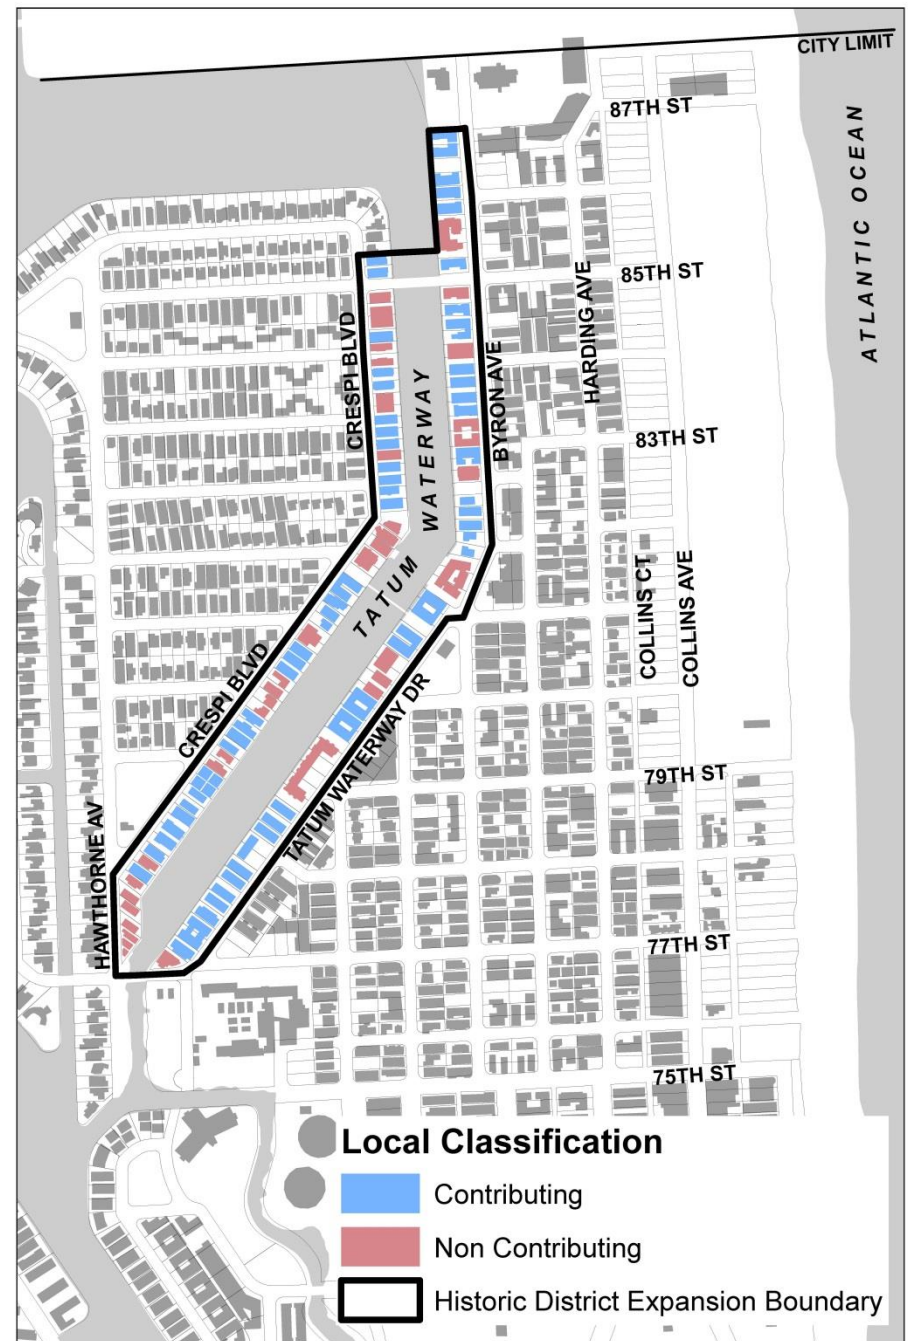 CITY LIMIT
87TH ST
ATLANTIC OCEAN
85TH ST
HARDING AVE
CRESPI BLVD
BYRON AVE
TATUM WATERWAY
83TH ST
COLLINS CT
COLLINS AVE
CRESPI BLVD
TATUM WATERWAY DR
79TH ST
HAWTHORNE AV
77TH ST
75TH ST
Local Classification
Contributing
Non Contributing
Historic District Expansion Boundary